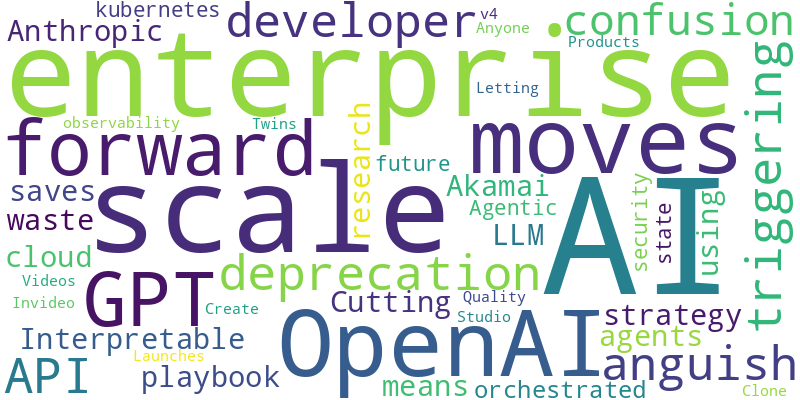 kubernetes
Anthropic
developer
v4
Anyone
confusion
Products
enterprise
Letting
observability
Twins
forward
research
moves
triggering
future
saves
scale
Akamai
Agentic
AI
security
state
using
waste
LLM
cloud
Videos
deprecation
GPT
Invideo
Create
Cutting
Quality
Studio
strategy
Interpretable
Launches
OpenAI
agents
API
playbook
means
orchestrated
anguish
Clone